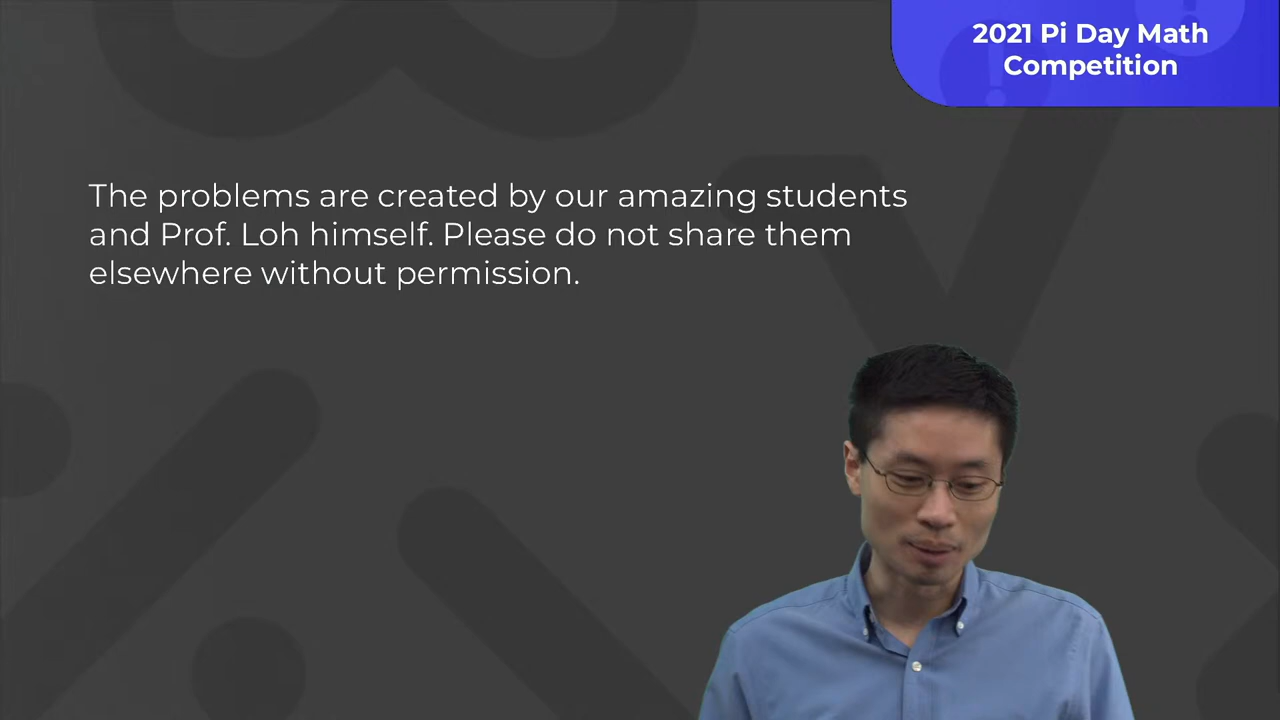 2021 Pi Day Math
Competition
The problems are created by our amazing students
and Prof. Loh himself. Please do not share them
elsewhere without permission.